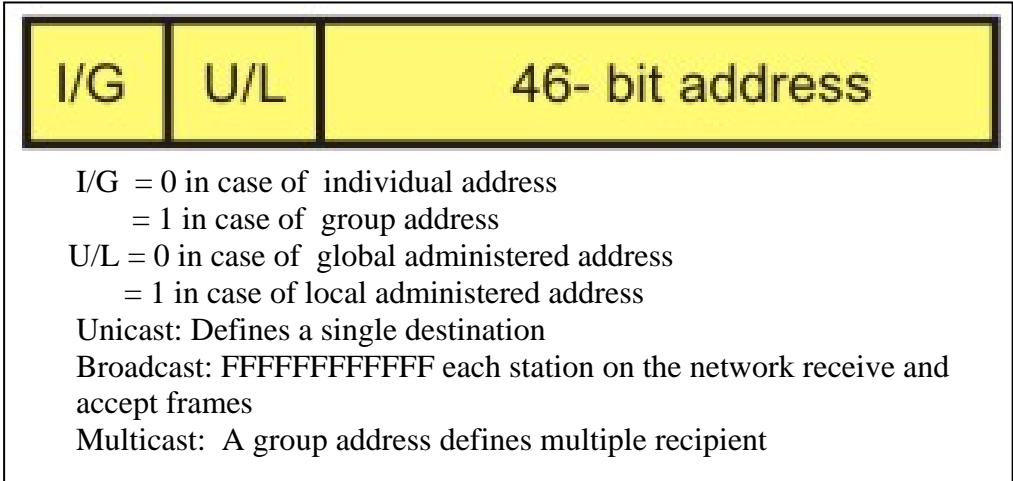 I/G U/L 46- bit address
I/G = 0 in case of individual address
= 1 in case of group address
U/L = 0 in case of global administered address
= 1 in case of local administered address
Unicast: Defines a single destination
Broadcast: FFFFFFFFFFFF each station on the network receive and
accept frames
Multicast: A group address defines multiple recipient